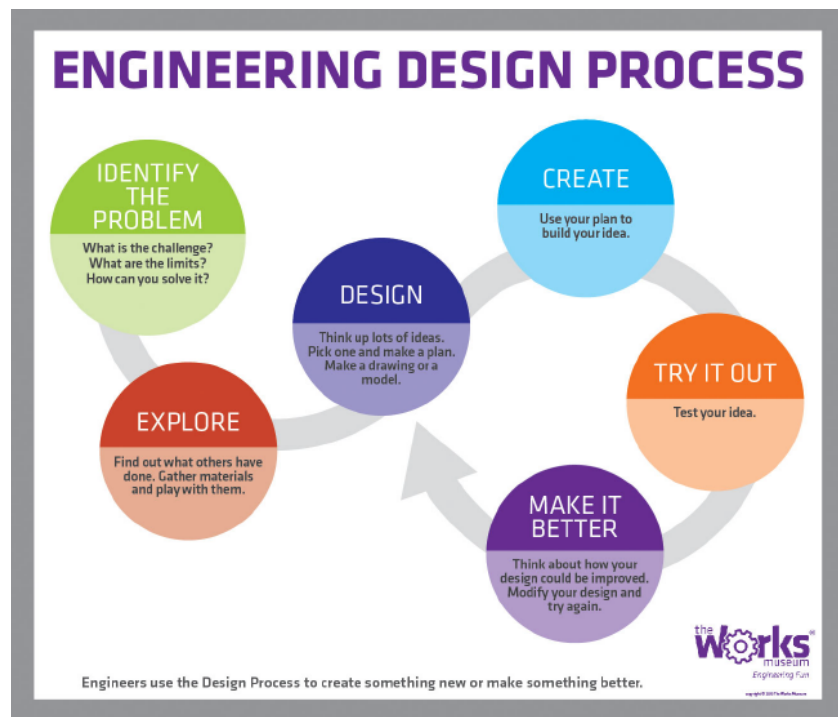 ENGINEERING DESIGN PROCESS
IDENTIFY
THE
PROBLEM
What is the challenge?
What are the limits?
How can you solve it?
EXPLORE
Find out what others have
done. Gather materials
and play with them.
DESIGN
Think up lots of ideas.
Pick one and make a plan.
Make a drawing or a
model.
CREATE
Use your plan to
build your idea.
TRY IT OUT
Test your idea.
MAKE IT
BETTER
Think about how your
design could be improved.
Modify your design and
try again.
Engineers use the Design Process to create something new or make something better.
the
Works®
museum
Engineering Fun